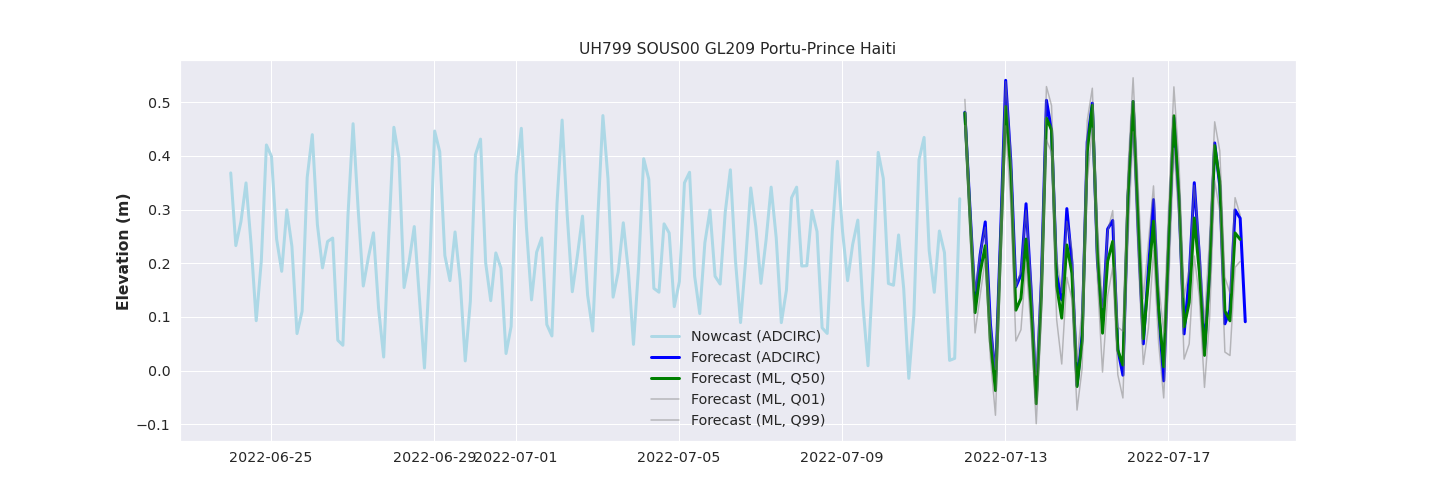 UH799 SOUS00 GL209 Portu-Prince Haiti
Elevation (m)
0.5
0.4
0.3
0.2
0.1
0.0
−0.1
Nowcast (ADCIRC)
Forecast (ADCIRC)
Forecast (ML, Q50)
Forecast (ML, Q01)
Forecast (ML, Q99)
2022-06-25 2022-06-29 2022-07-01 2022-07-05 2022-07-09 2022-07-13 2022-07-17